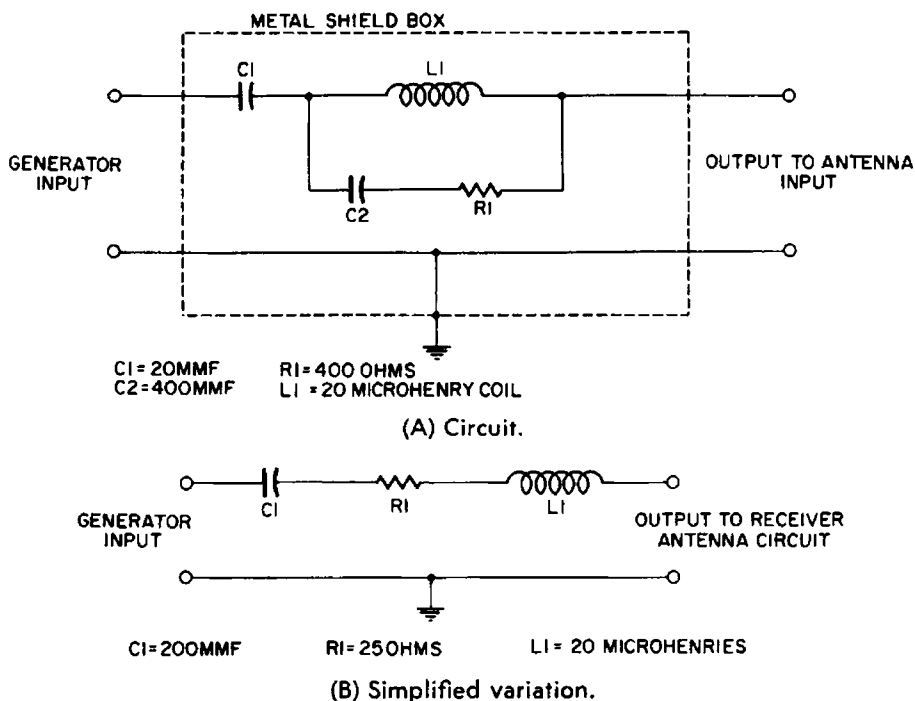 METAL SHIELD BOX
C1
L1
GENERATOR
INPUT
OUTPUT TO ANTENNA
INPUT
C2
R1
C1=20MMF R1=400 OHMS
C2=400MMF L1=20 MICROHENRY COIL
(A) Circuit.
GENERATOR
INPUT
C1
R1
L1
OUTPUT TO RECEIVER
ANTENNA CIRCUIT
C1=200MMF R1=25OHMS L1=20 MICROHENRIES
(B) Simplified variation.